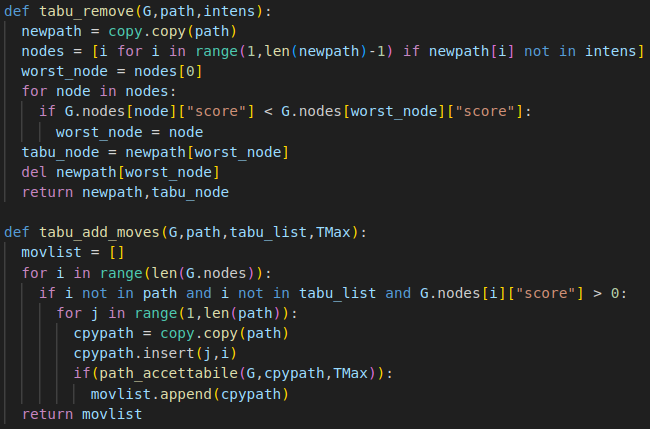 def tabu_remove(G,path,intens):
  newpath = copy.copy(path)
  nodes = [i for i in range(1,len(newpath)-1) if newpath[i] not in intens]
  worst_node = nodes[0]
  for node in nodes:
    if G.nodes[node]["score"] < G.nodes[worst_node]["score"]:
      worst_node = node
  tabu_node = newpath[worst_node]
  del newpath[worst_node]
  return newpath,tabu_node

def tabu_add_moves(G,path,tabu_list,TMax):
  movlist = []
  for i in range(len(G.nodes)):
    if i not in path and i not in tabu_list and G.nodes[i]["score"] > 0:
      for j in range(1,len(path)):
        cpypath = copy.copy(path)
        cpypath.insert(j,i)
        if(path_accettabile(G,cpypath,TMax)):
          movlist.append(cpypath)
  return movlist